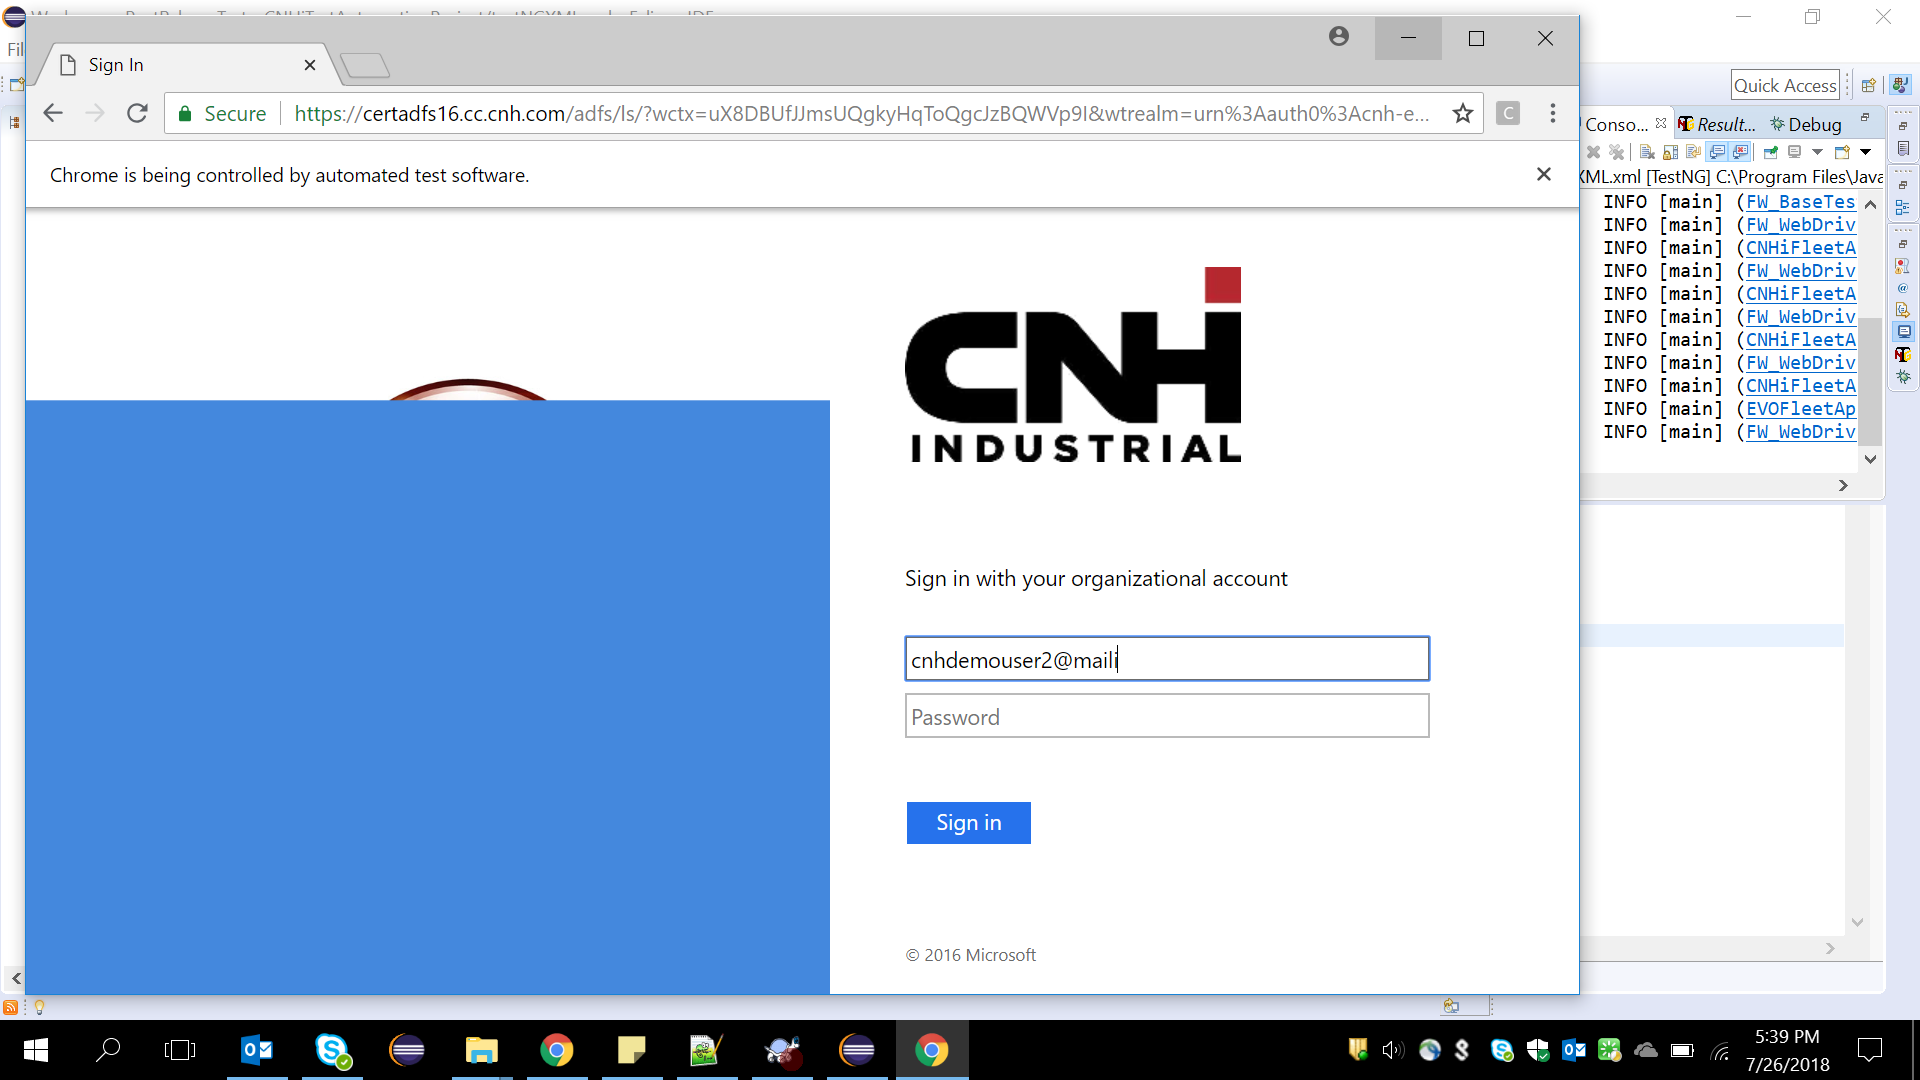 Sign In
Fil
Quick Access
Secure
https://certadfs16.cc.cnh.com/adfs/ls/?wctx=uX8DBUfJJmsUQgkyHqToQgcJzBQWVp9I&wtrealm=urn%3Aauth0%3Acnh-e...
C
Conso...
Result...
Debug
Chrome is being controlled by automated test software.
XML.xml [TestNG] C:\Program Files\Java
INFO [main] (FW_BaseTes
INFO [main] (FW_WebDriv
INFO [main] (CNHiFleetA
INFO [main] (FW_WebDriv
INFO [main] (CNHiFleetA
INFO [main] (FW_WebDriv
INFO [main] (CNHiFleetA
INFO [main] (FW_WebDriv
INFO [main] (CNHiFleetA
INFO [main] (EVOFleetAp
INFO [main] (FW_WebDriv
CNH
INDUSTRIAL
Sign in with your organizational account
cnhdemouser2@maili
Password
Sign in
© 2016 Microsoft
5:39 PM
7/26/2018